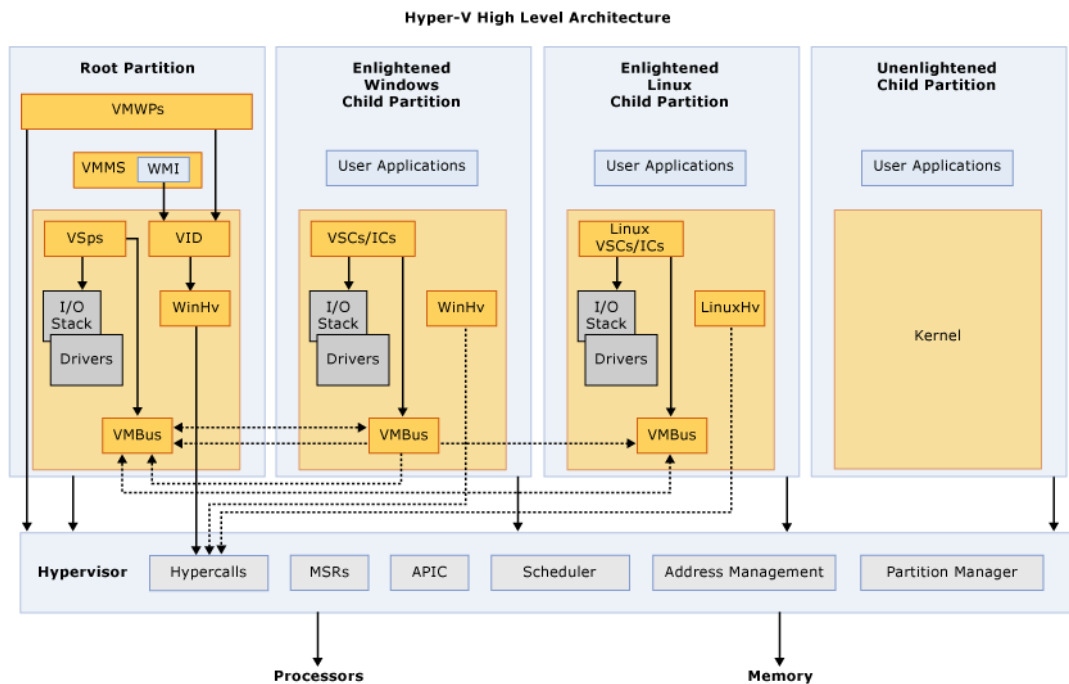 Hyper-V High Level Architecture
Root Partition
VMWPs
VMMS
WMI
VSps
VID
I/O
Stack
WinHv
Drivers
VMBus
Enlightened
Windows
Child Partition
User Applications
VSCs/ICs
I/O
Stack
WinHv
Drivers
VMBus
Enlightened
Linux
Child Partition
User Applications
Linux
VSCs/ICs
I/O
Stack
LinuxHv
Drivers
VMBus
Unenlightened
Child Partition
User Applications
Kernel
Hypervisor
Hypercalls
MSRs
APIC
Scheduler
Address Management
Partition Manager
Processors
Memory